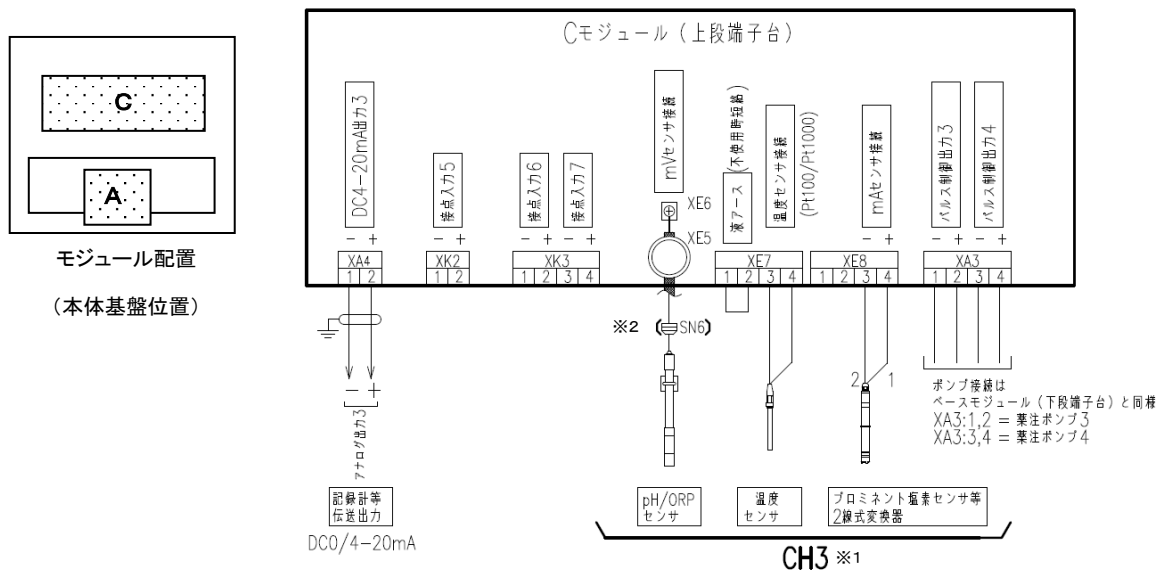 C
A
モジュール配置
（本体基盤位置）
Cモジュール（上段端子台）
DC4-20mA出力3
接点入力5
接点入力6
接点入力7
mVセンサ接続
液アース
(不使用時短絡)
温度センサ接続
(Pt100/Pt1000)
mAセンサ接続
パルス制御出力3
パルス制御出力4
XE6
XE5
- +
- +
- + - +
- +
- + - +
XA4
XK2
XK3
XE7
XE8
XA3
1 2
1 2
1 2 3 4
1 2 3 4
1 2 3 4
1 2 3 4
※2 (SN6)
- +
アナログ出力3
2 1
ポンプ接続は
ベースモジュール（下段端子台）と同様
XA3:1,2 = 薬注ポンプ3
XA3:3,4 = 薬注ポンプ4
記録計等
伝送出力
DC0/4-20mA
pH/ORP
センサ
温度
センサ
プロミネント塩素センサ等
2線式変換器
CH3 ※1